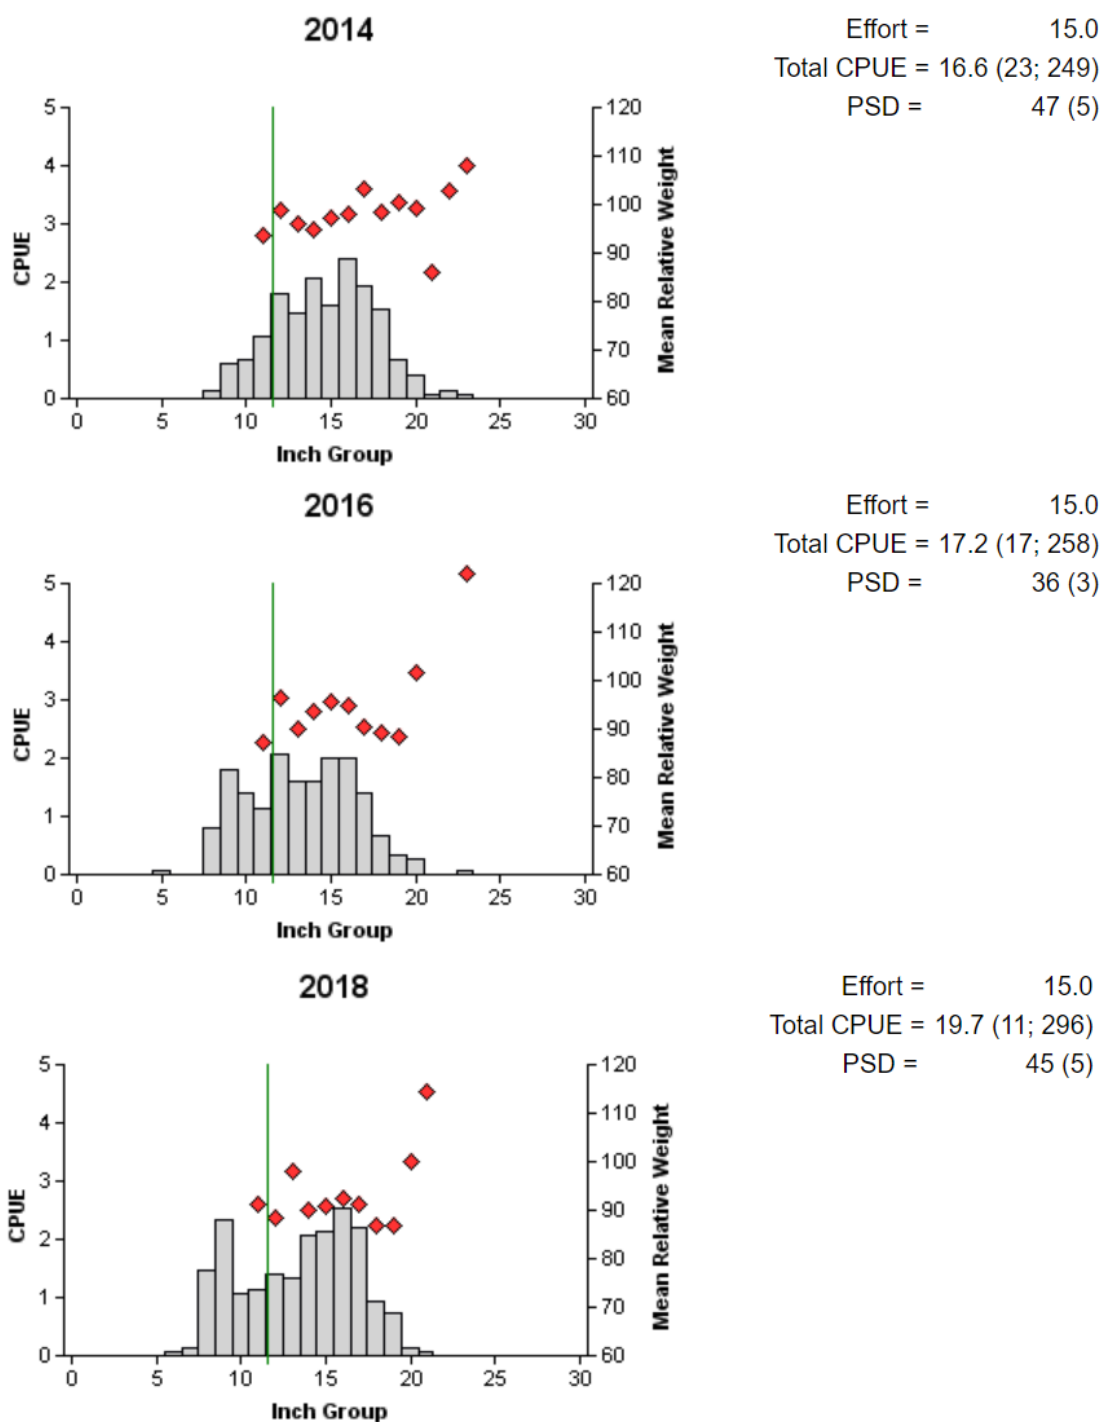 2014
Effort = 15.0
Total CPUE = 16.6 (23; 249)
PSD = 47 (5)
5
4
3
2
1
0
CPUE
120
110
100
90
80
70
60
Mean Relative Weight
0 5 10 15 20 25 30
Inch Group
2016
Effort = 15.0
Total CPUE = 17.2 (17; 258)
PSD = 36 (3)
5
4
3
2
1
0
CPUE
120
110
100
90
80
70
60
Mean Relative Weight
0 5 10 15 20 25 30
Inch Group
2018
Effort = 15.0
Total CPUE = 19.7 (11; 296)
PSD = 45 (5)
5
4
3
2
1
0
CPUE
120
110
100
90
80
70
60
Mean Relative Weight
0 5 10 15 20 25 30
Inch Group